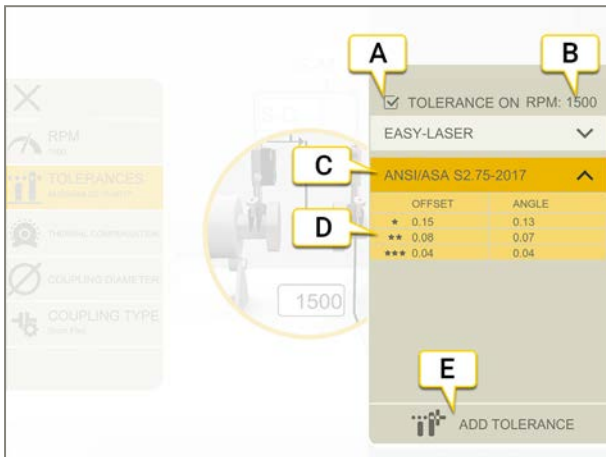 A
B
TOLERANCE ON RPM: 1500
EASY-LASER
C
ANSI/ASA S2.75-2017
OFFSET ANGLE
D
* 0.15 0.13
** 0.08 0.07
*** 0.04 0.04
E
ADD TOLERANCE
RPM
1500
TOLERANCES
THERMAL COMPENSATION
COUPLING DIAMETER
COUPLING TYPE
S-C
1500